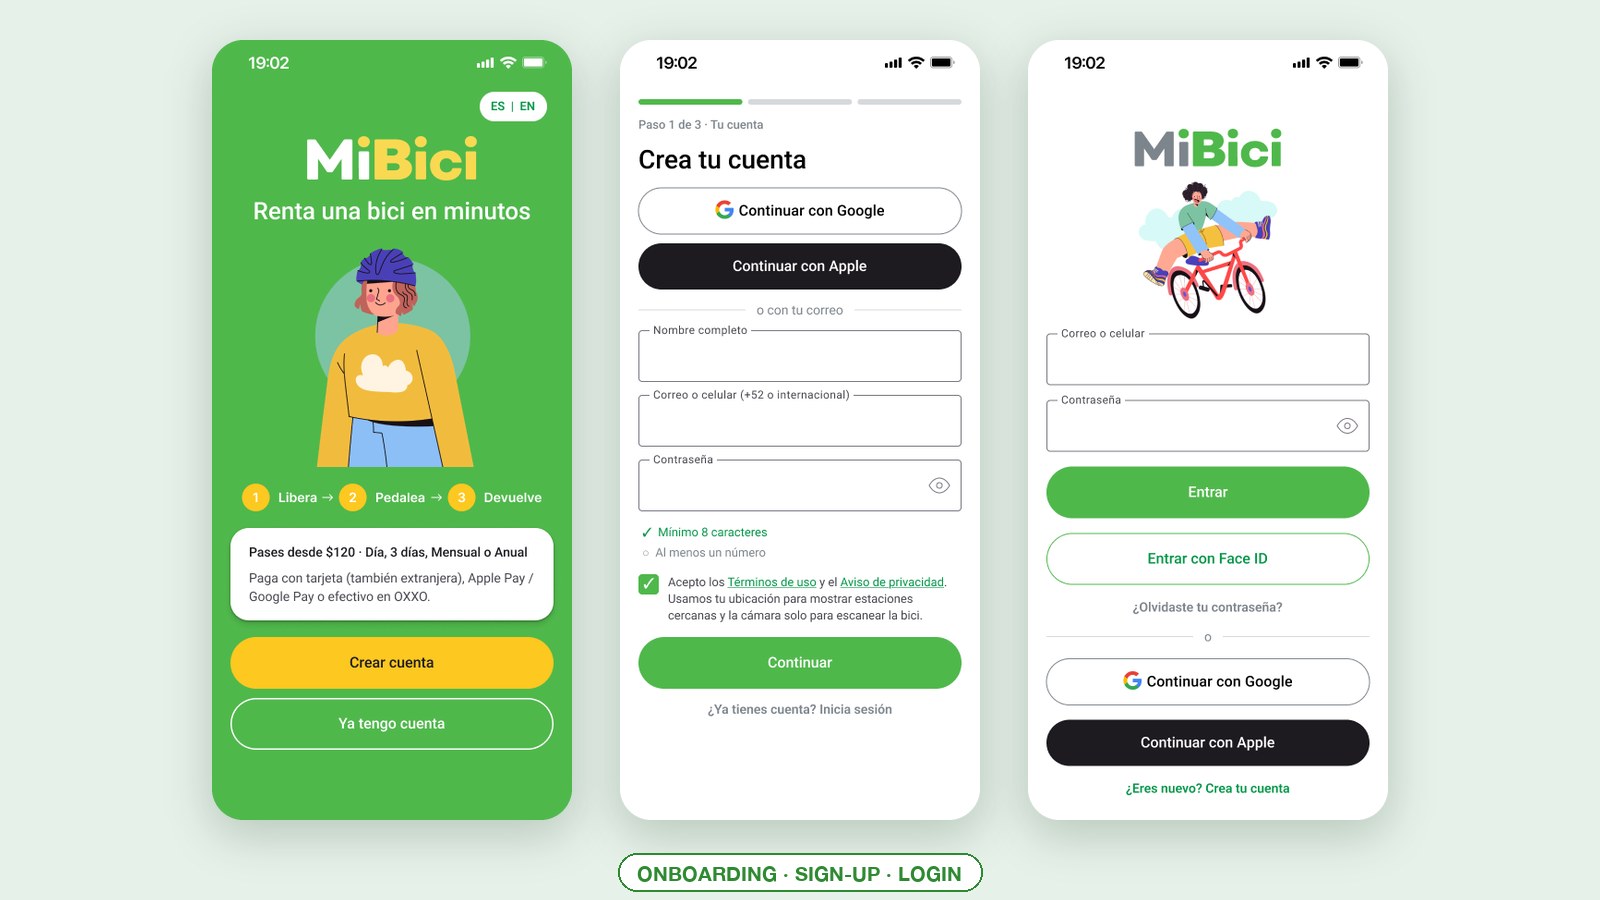 19:02
ES | EN
MiBici
Renta una bici en minutos
1 Libera → 2 Pedalea → 3 Devuelve
Pases desde $120 · Día, 3 días, Mensual o Anual
Paga con tarjeta (también extranjera), Apple Pay /
Google Pay o efectivo en OXXO.
Crear cuenta
Ya tengo cuenta
19:02
Paso 1 de 3 · Tu cuenta
Crea tu cuenta
Continuar con Google
Continuar con Apple
o con tu correo
Nombre completo
Correo o celular (+52 o internacional)
Contraseña
✓ Mínimo 8 caracteres
○ Al menos un número
✓ Acepto los Términos de uso y el Aviso de privacidad.
Usamos tu ubicación para mostrar estaciones
cercanas y la cámara solo para escanear la bici.
Continuar
¿Ya tienes cuenta? Inicia sesión
19:02
MiBici
Correo o celular
Contraseña
Entrar
Entrar con Face ID
¿Olvidaste tu contraseña?
o
Continuar con Google
Continuar con Apple
¿Eres nuevo? Crea tu cuenta
ONBOARDING · SIGN-UP · LOGIN